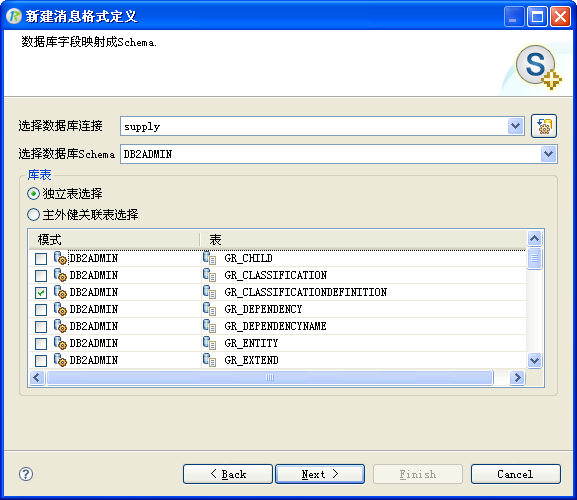 新建消息格式定义
数据库字段映射成Schema.
选择数据库连接 supply
选择数据库Schema DB2ADMIN
库表
独立表选择
主外健关联表选择
模式 表
DB2ADMIN GR_CHILD
DB2ADMIN GR_CLASSIFICATION
DB2ADMIN GR_CLASSIFICATIONDEFINITION
DB2ADMIN GR_DEPENDENCY
DB2ADMIN GR_DEPENDENCYNAME
DB2ADMIN GR_ENTITY
DB2ADMIN GR_EXTEND
< Back Next > Finish Cancel